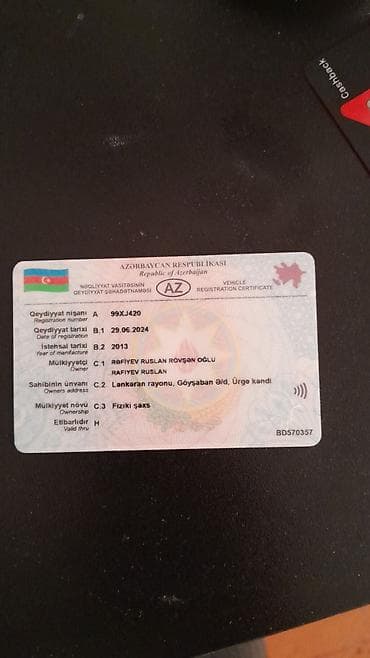 Cashback
AZƏRBAYCAN RESPUBLİKASI
Republic of Azerbaijan
NƏQLİYYAT VASİTƏSİNİN
QEYDİYYAT ŞƏHADƏTNAMƏSİ
AZ
VEHICLE
REGISTRATION CERTIFICATE
Qeydiyyat nişanı A 99XJ420
Registration number
Qeydiyyat tarixi B.1 29.06.2024
Date of registration
İstehsal tarixi B.2 2013
Year of manufacture
Mülkiyyətçi C.1 RƏFİYEV RUSLAN RÖVŞƏN OĞLU
Owner RAFIYEV RUSLAN
Sahibinin ünvanı C.2 Lənkəran rayonu, Göyşaban Əİd, Ürgə kəndi
Owners address
Mülkiyyət növü C.3 Fiziki şəxs
Ownership
Etibarlıdır H
Valid thru
BD570357